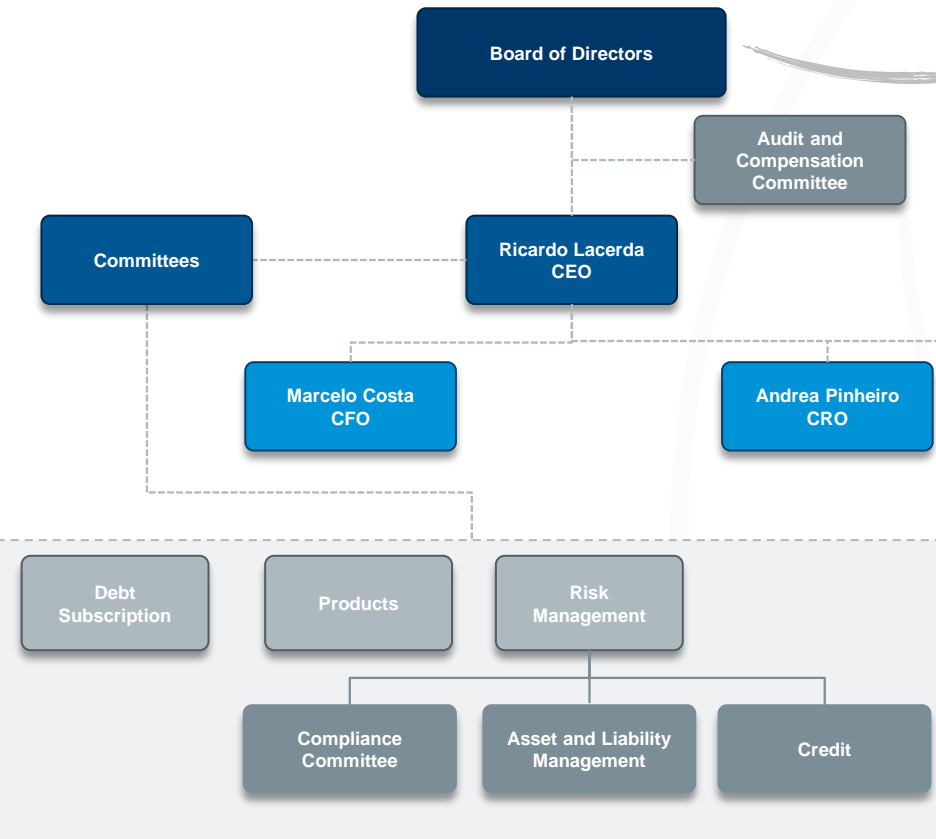 Board of Directors
Audit and
Compensation
Committee
Committees
Ricardo Lacerda
CEO
Marcelo Costa
CFO
Andrea Pinheiro
CRO
Debt
Subscription
Products
Risk
Management
Compliance
Committee
Asset and Liability
Management
Credit